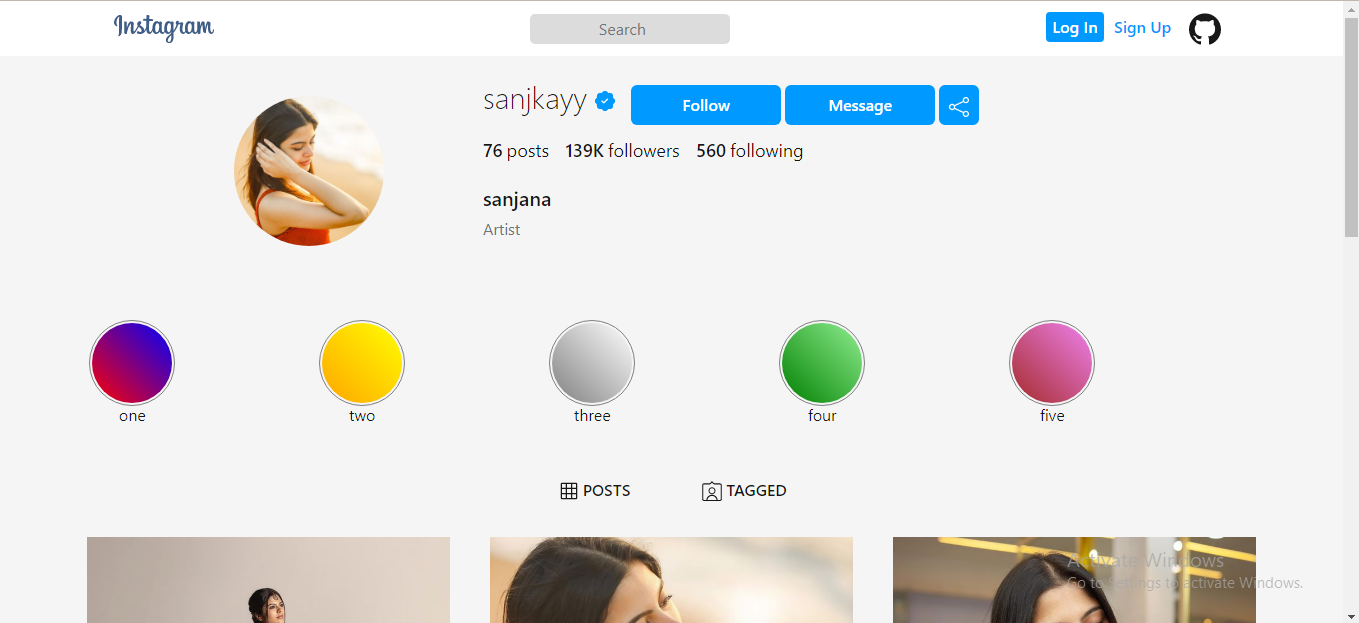 Instagram
Search
Log In Sign Up
sanjkayy Follow Message
76 posts 139K followers 560 following
sanjana
Artist
one two three four five
POSTS TAGGED
Activate Windows
Go to Settings to activate Windows.